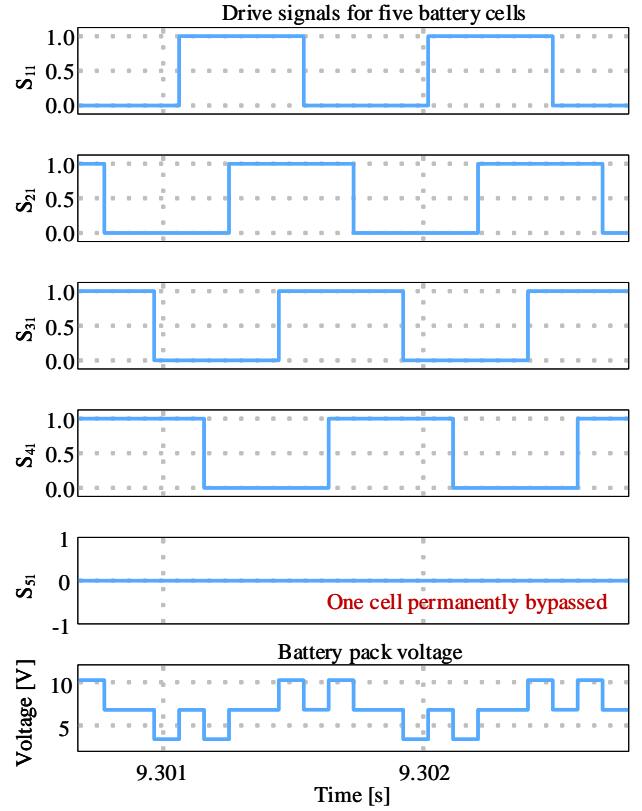 Drive signals for five battery cells
S11
1.0
0.5
0.0
S21
1.0
0.5
0.0
S31
1.0
0.5
0.0
S41
1.0
0.5
0.0
S51
1
0
-1
One cell permanently bypassed
Battery pack voltage
Voltage [V]
10
5
9.301 9.302
Time [s]